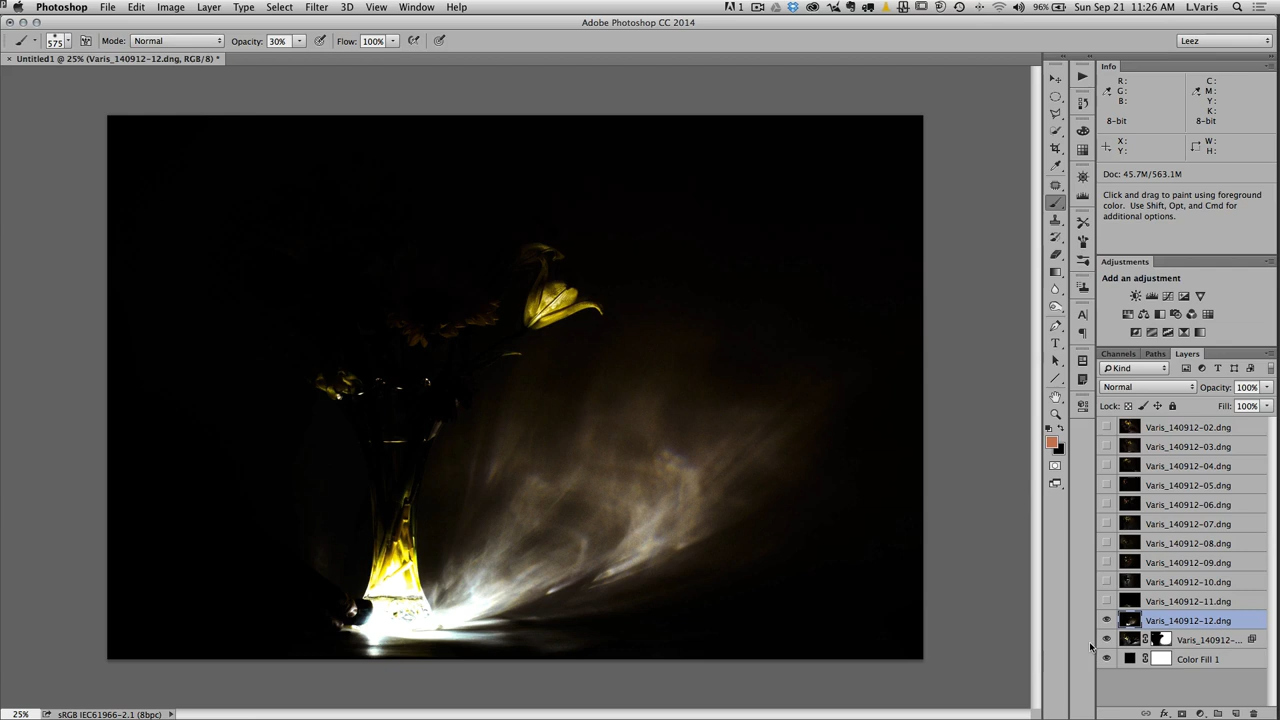 Photoshop File Edit Image Layer Type Select Filter 3D View Window Help 1 96% Sun Sep 21 11:26 AM L.Varis
Adobe Photoshop CC 2014
575 Mode: Normal Opacity: 30% Flow: 100% Leez
× Untitled1 @ 25% (Varis_140912-12.dng, RGB/8) *
Info
R: C:
G: M:
B: Y:
K:
8-bit 8-bit
X: W:
Y: H:
Doc: 45.7M/563.1M
Click and drag to paint using foreground
color. Use Shift, Opt, and Cmd for
additional options.
Adjustments
Add an adjustment
Channels Paths Layers
Kind
Normal Opacity: 100%
Lock: Fill: 100%
Varis_140912-02.dng
Varis_140912-03.dng
Varis_140912-04.dng
Varis_140912-05.dng
Varis_140912-06.dng
Varis_140912-07.dng
Varis_140912-08.dng
Varis_140912-09.dng
Varis_140912-10.dng
Varis_140912-11.dng
Varis_140912-12.dng
Varis_140912-...
Color Fill 1
25% sRGB IEC61966-2.1 (8bpc)